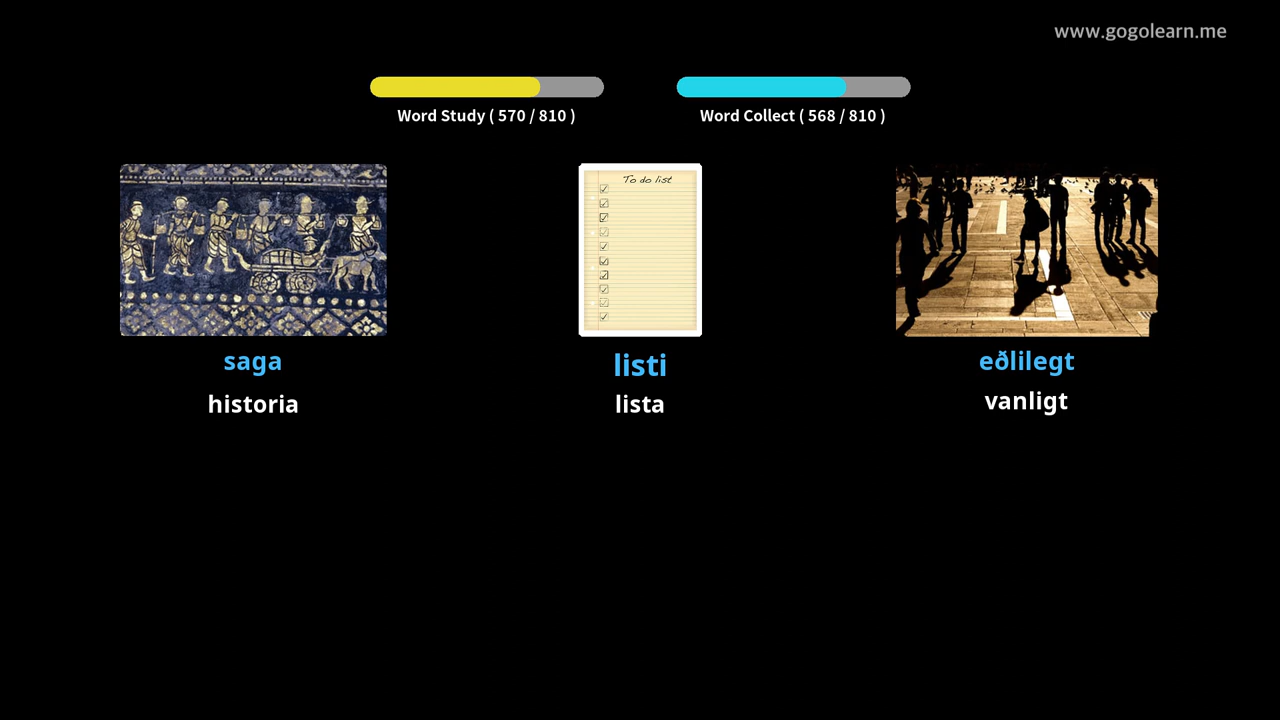 www.gogolearn.me
Word Study ( 570 / 810 )
Word Collect ( 568 / 810 )
To do list
saga
listi
eðlilegt
historia
lista
vanligt